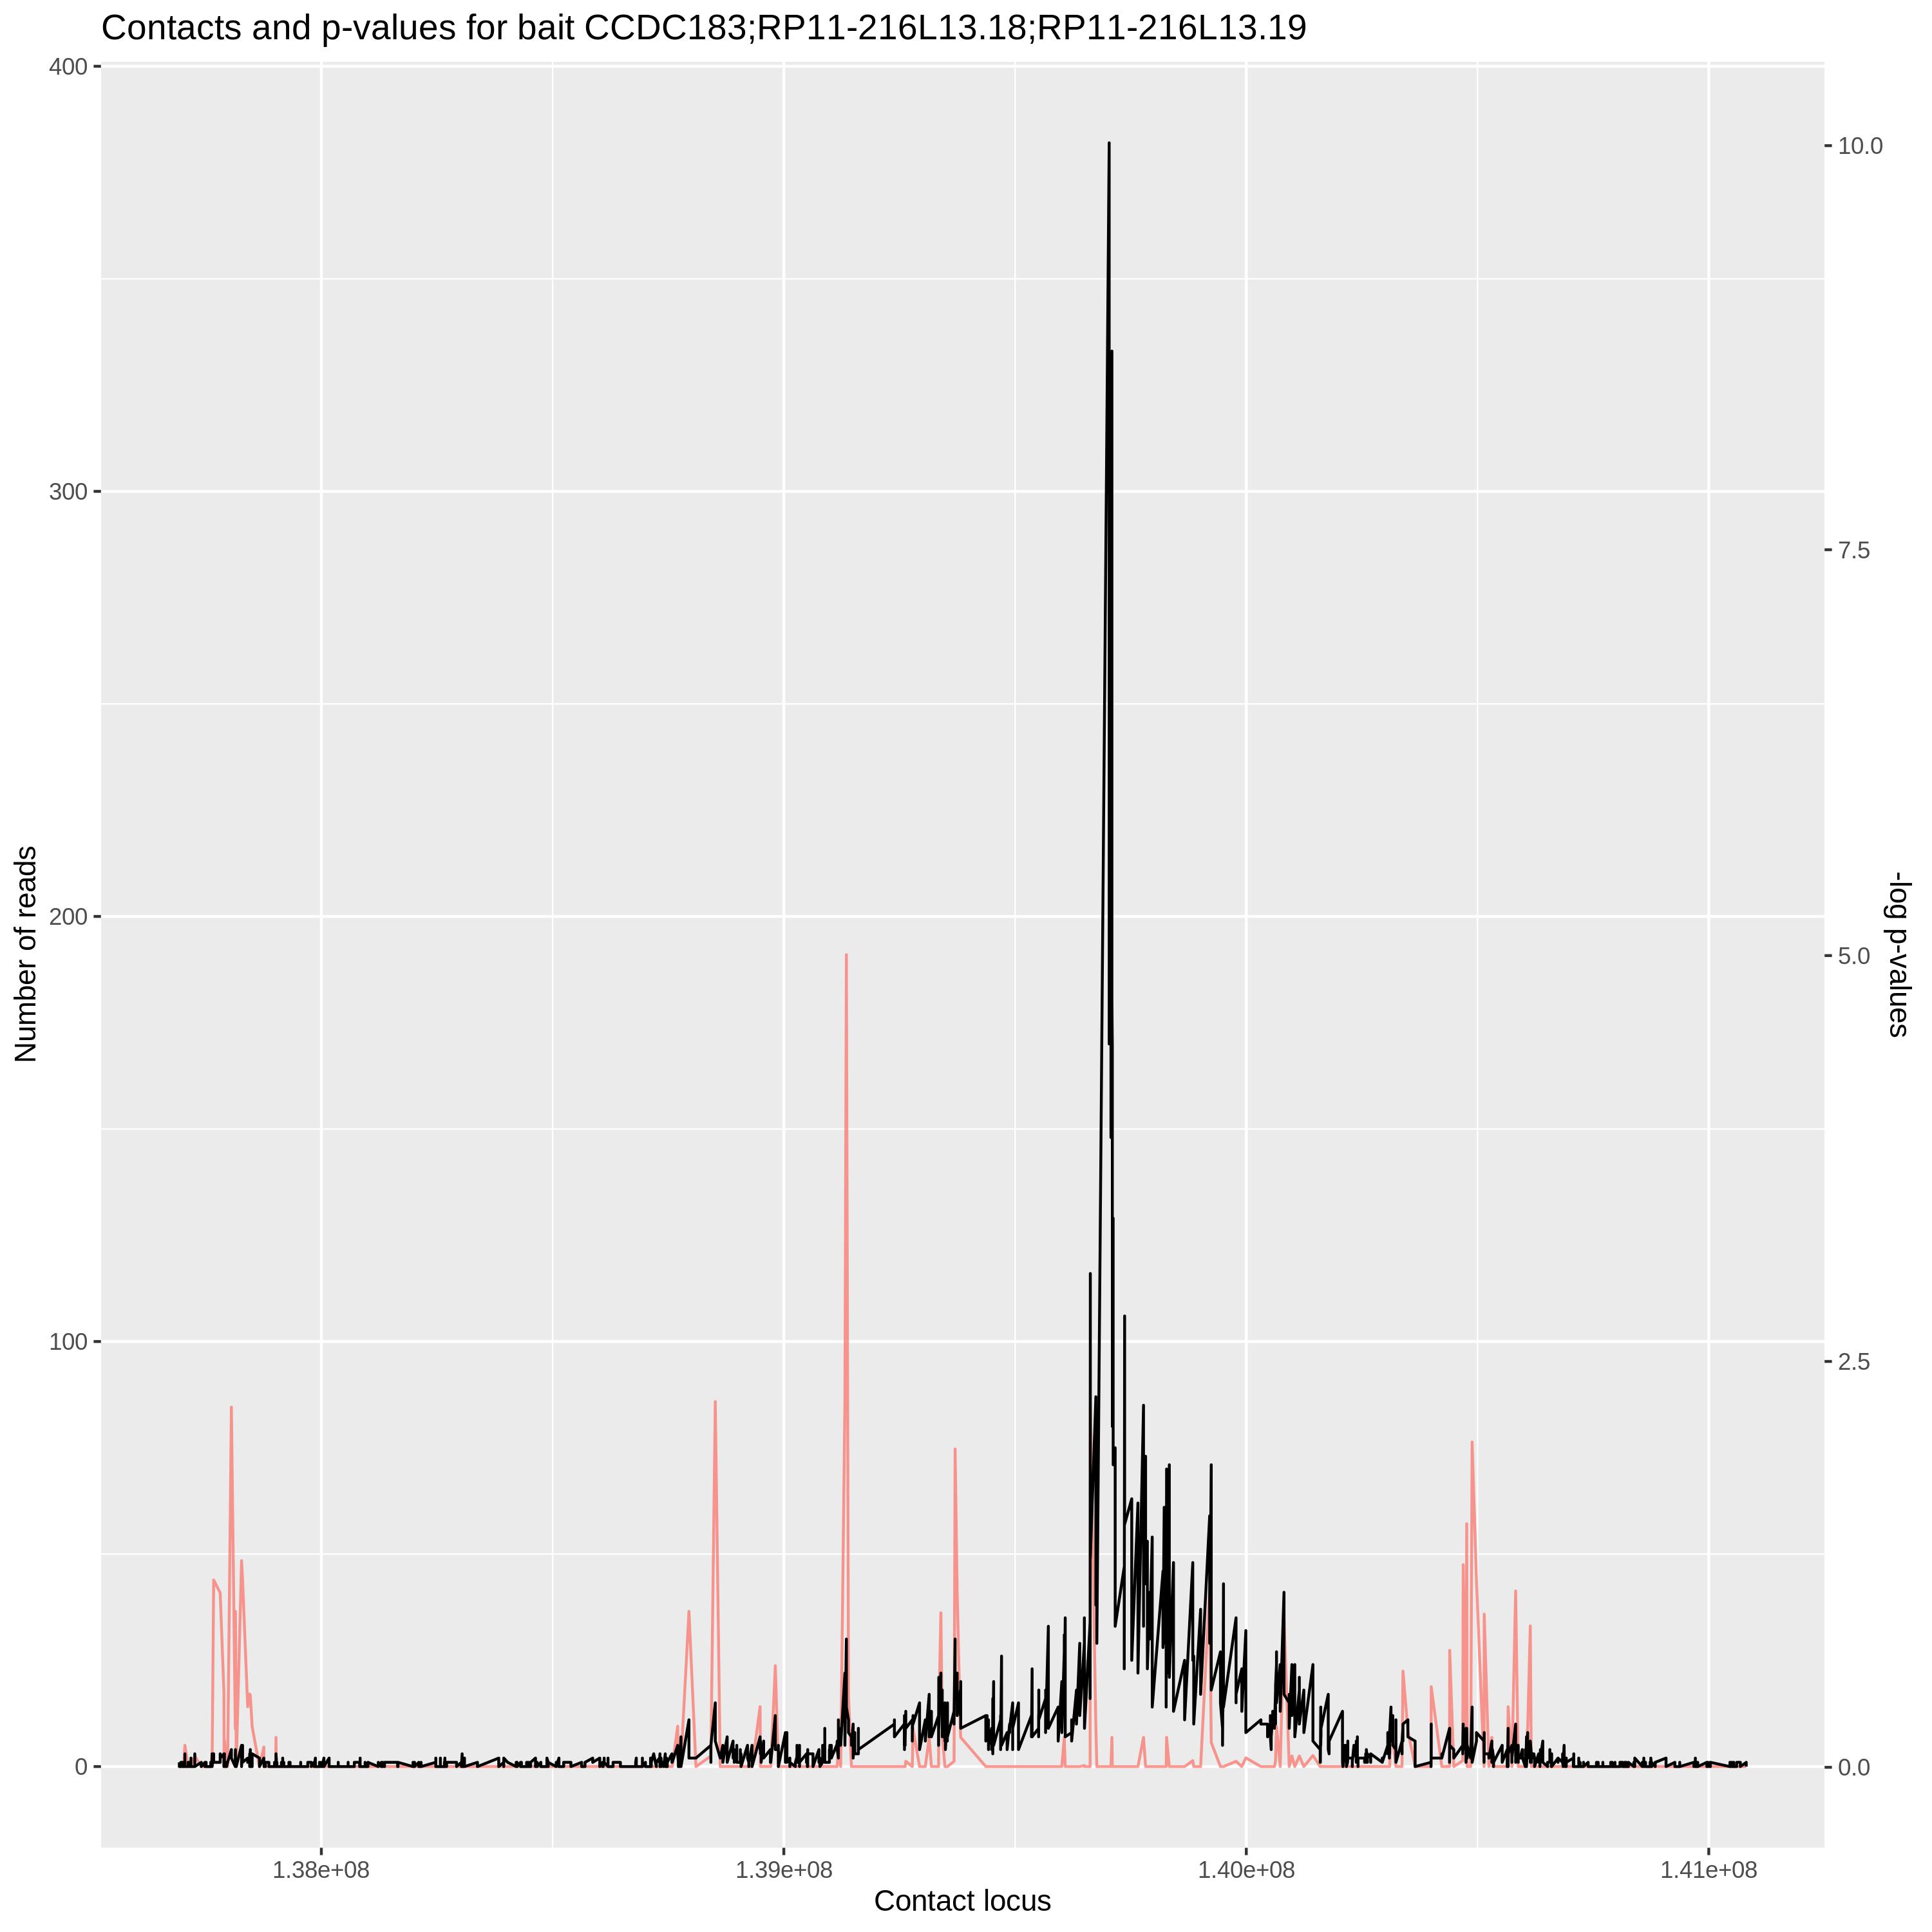 Contacts and p-values for bait CCDC183;RP11-216L13.18;RP11-216L13.19
400
300
200
100
0
Number of reads
10.0
7.5
5.0
2.5
0.0
-log p-values
1.38e+08
1.39e+08
1.40e+08
1.41e+08
Contact locus